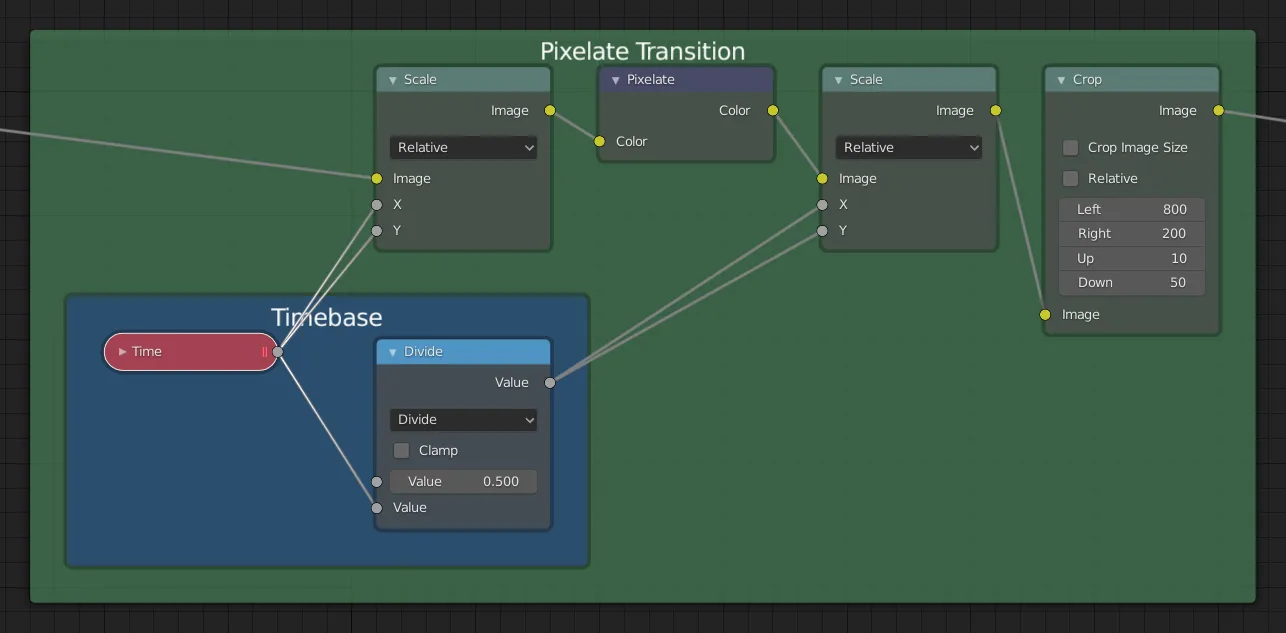 Pixelate Transition
Scale
Image
Relative
Image
X
Y
Pixelate
Color
Color
Scale
Image
Relative
Image
X
Y
Crop
Image
Crop Image Size
Relative
Left 800
Right 200
Up 10
Down 50
Image
Timebase
Time
Divide
Value
Divide
Clamp
Value 0.500
Value